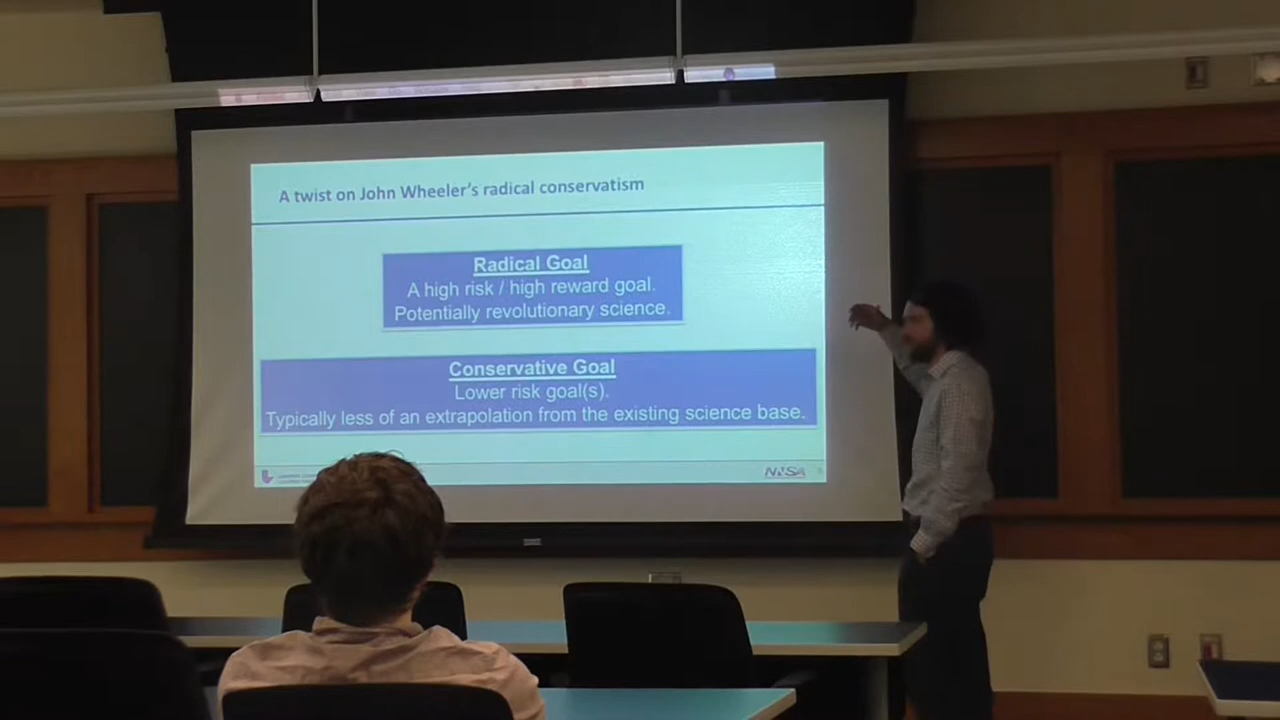 A twist on John Wheeler's radical conservatism
Radical Goal
A high risk / high reward goal.
Potentially revolutionary science.
Conservative Goal
Lower risk goal(s).
Typically less of an extrapolation from the existing science base.
NNSA